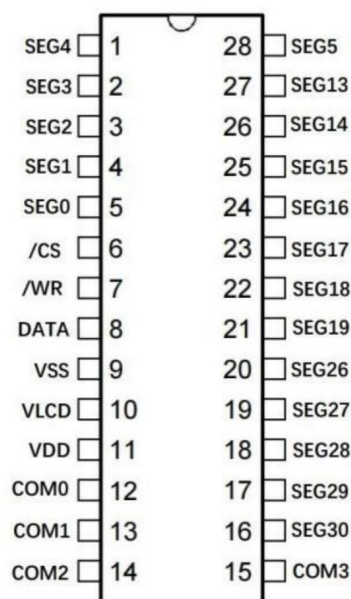 SEG4 1 28 SEG5
SEG3 2 27 SEG13
SEG2 3 26 SEG14
SEG1 4 25 SEG15
SEG0 5 24 SEG16
/CS 6 23 SEG17
/WR 7 22 SEG18
DATA 8 21 SEG19
VSS 9 20 SEG26
VLCD 10 19 SEG27
VDD 11 18 SEG28
COM0 12 17 SEG29
COM1 13 16 SEG30
COM2 14 15 COM3